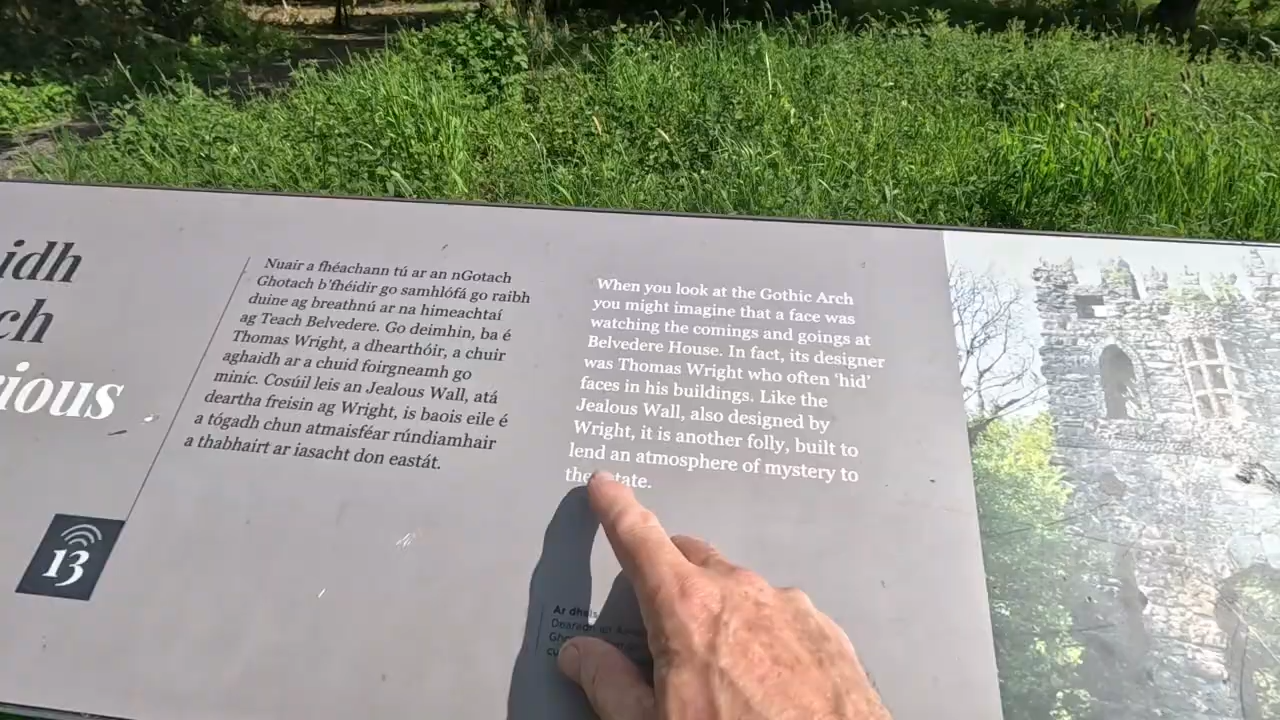 idh
ch
ious
13
Nuair a fhéachann tú ar an nGotach
Ghotach b'fhéidir go samhlófá go raibh
duine ag breathnú ar na himeachtaí
ag Teach Belvedere. Go deimhin, ba é
Thomas Wright, a dhearthóir, a chuir
aghaidh ar a chuid foirgneamh go
minic. Cosúil leis an Jealous Wall, atá
deartha freisin ag Wright, is baois eile é
a tógadh chun atmaisféar rúndiamhair
a thabhairt ar iasacht don eastát.
When you look at the Gothic Arch
you might imagine that a face was
watching the comings and goings at
Belvedere House. In fact, its designer
was Thomas Wright who often ‘hid’
faces in his buildings. Like the
Jealous Wall, also designed by
Wright, it is another folly, built to
lend an atmosphere of mystery to
the tate.
Ar dheis